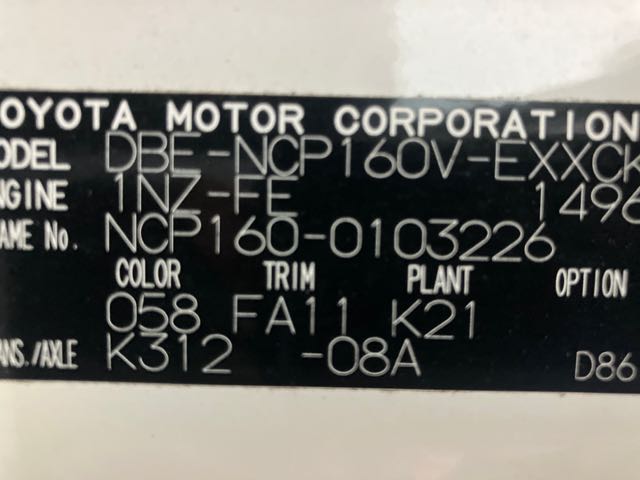 OYOTA MOTOR CORPORATION
ODEL DBE-NCP160V-EXXCK
NGINE 1NZ-FE 1496
AME No. NCP160-0103226
COLOR TRIM PLANT OPTION
058 FA11 K21
ANS./AXLE K312 -08A D86